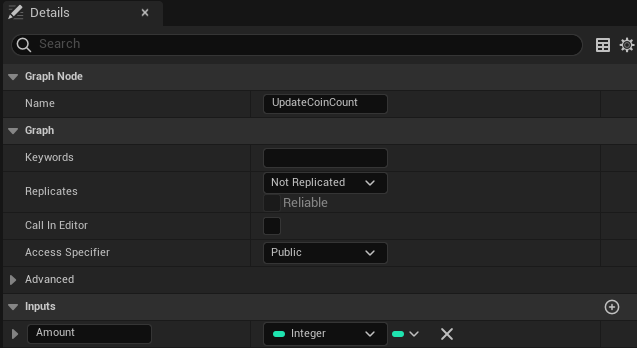 Details
Search
Graph Node
Name UpdateCoinCount
Graph
Keywords
Replicates Not Replicated
Reliable
Call In Editor
Access Specifier Public
Advanced
Inputs
Amount Integer